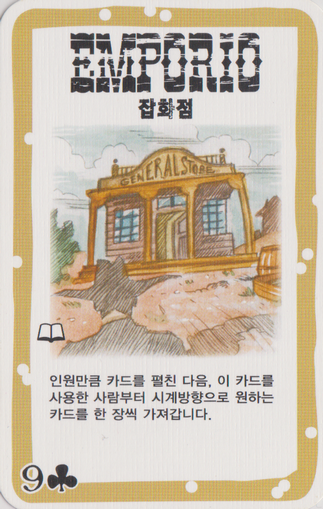 EMPORIO
잡화점
GENERAL STORE
인원만큼 카드를 펼친 다음, 이 카드를
사용한 사람부터 시계방향으로 원하는
카드를 한 장씩 가져갑니다.
9♣